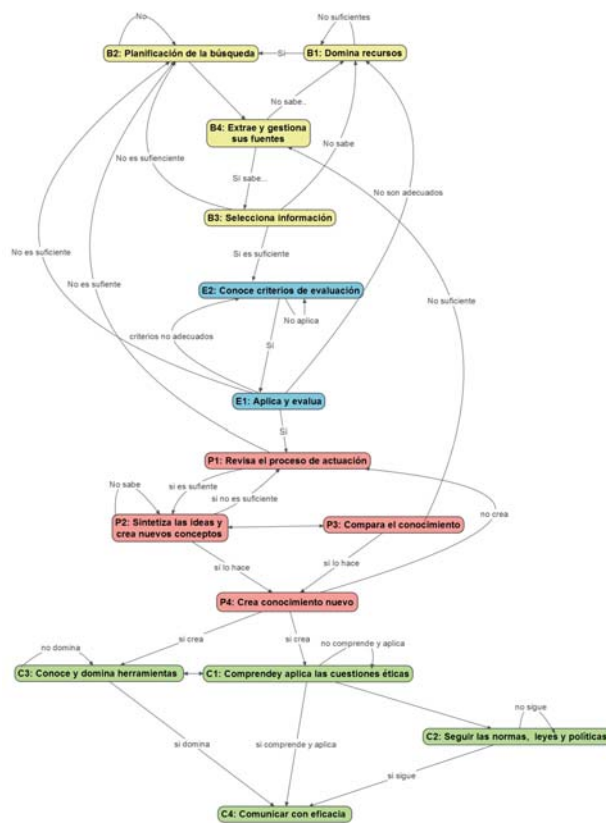 No
No suficientes
B2: Planificación de la búsqueda
Si
B1: Domina recursos
No sabe..
B4: Extrae y gestiona
sus fuentes
No es sufienciente
Si sabe...
No sabe
No son adecuados
B3: Selecciona información
No es suficiente
Si es suficiente
No es sufiente
E2: Conoce criterios de evaluación
No suficiente
No aplica
criterios no adecuados
Si
E1: Aplica y evalua
Si
P1: Revisa el proceso de actuación
No sabe
si es sufiente
si no es suficiente
no crea
P2: Sintetiza las ideas y
crea nuevos conceptos
P3: Compara el conocimiento
si lo hace
si lo hace
P4: Crea conocimiento nuevo
no domina
si crea
si crea
no comprende y aplica
C3: Conoce y domina herramientas
C1: Comprendey aplica las cuestiones éticas
no sigue
C2: Seguir las normas, leyes y políticas
si domina
si comprende y aplica
si sigue
C4: Comunicar con eficacia